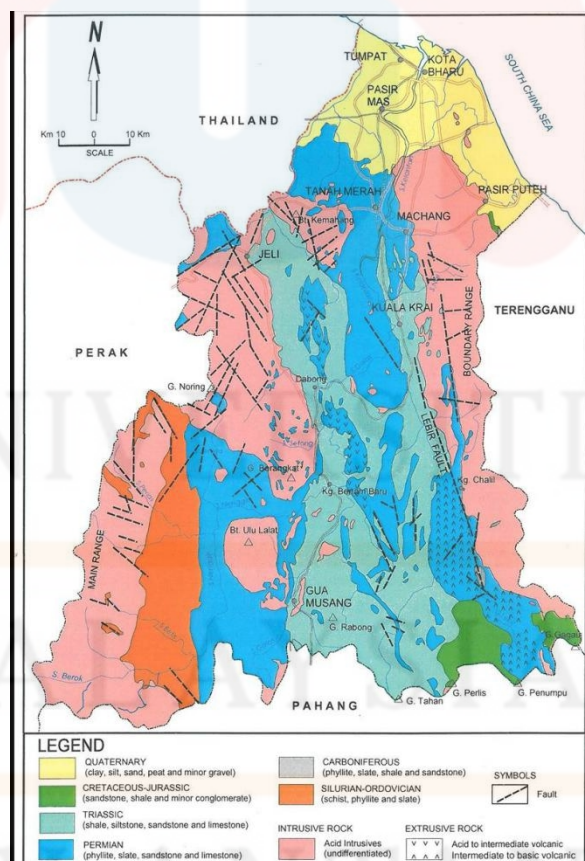 N
Km 10 0 10 Km
SCALE
THAILAND
TUMPAT
KOTA
BHARU
PASIR
MAS
SOUTH CHINA SEA
TANAH MERAH
PASIR PUTEH
MACHANG
Bt. Kemahang
JELI
KUALA KRAI
TERENGGANU
BOUNDARY RANGE
PERAK
G. Noring
Dabong
LEBIR FAULT
G. Berangkat
Kg. Bertam Baru
Kg. Chalil
Bt. Ulu Lalat
MAIN RANGE
GUA
MUSANG
G. Rabong
G. Gagau
S. Berok
PAHANG
G. Tahan
G. Perlis
G. Penumpu
LEGEND
QUATERNARY
(clay, silt, sand, peat and minor gravel)
CRETACEOUS-JURASSIC
(sandstone, shale and minor conglomerate)
TRIASSIC
(shale, siltstone, sandstone and limestone)
PERMIAN
(phyllite, slate, sandstone and limestone)
CARBONIFEROUS
(phyllite, slate, shale and sandstone)
SILURIAN-ORDOVICIAN
(schist, phyllite and slate)
INTRUSIVE ROCK
Acid Intrusives
(undifferentiated)
SYMBOLS
Fault
EXTRUSIVE ROCK
Acid to intermediate volcanic
Intermediate to basic volcanic